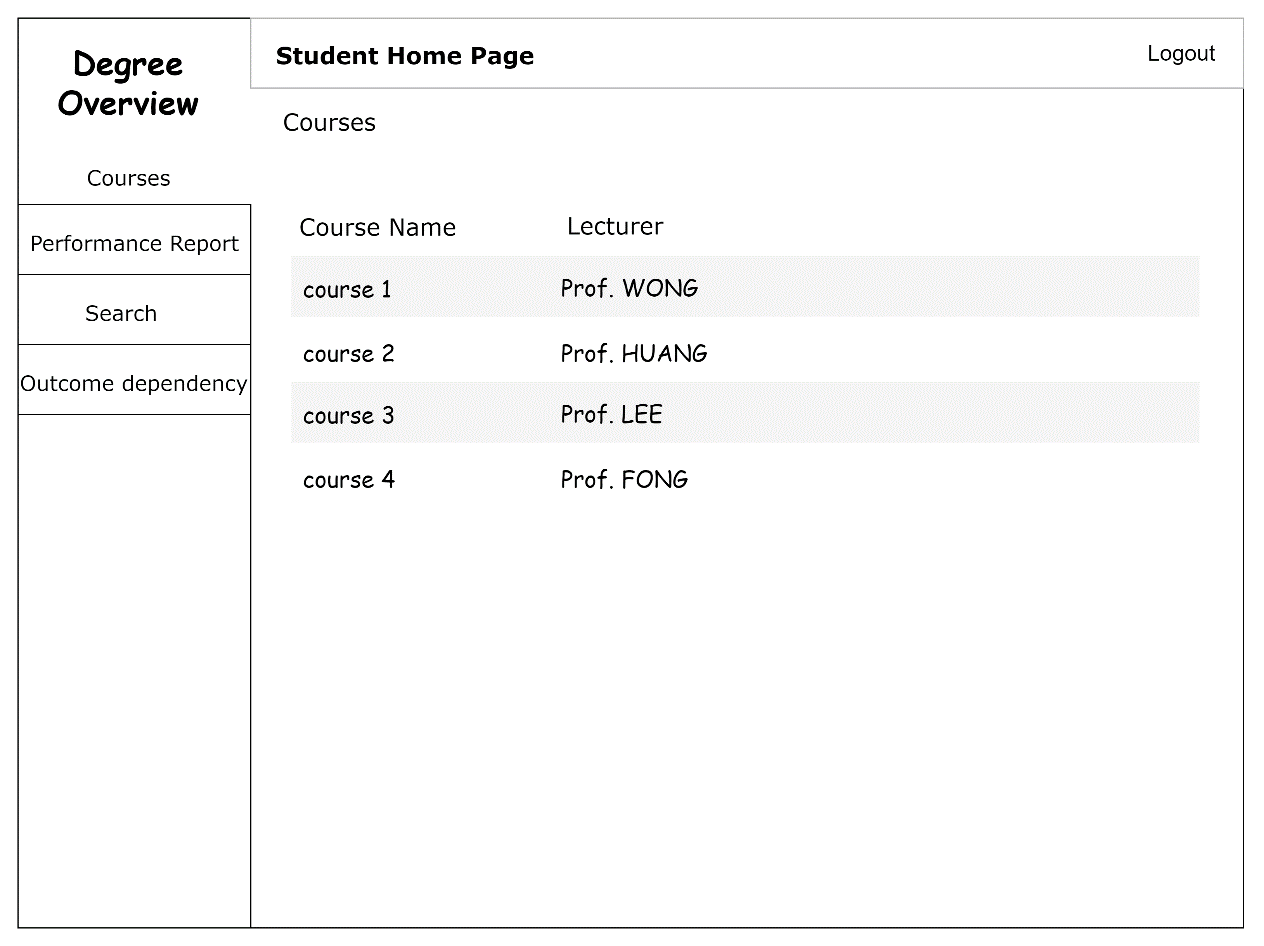 Degree
Overview
Student Home Page
Logout
Courses
Performance Report
Search
Outcome dependency
Courses
Course Name Lecturer
course 1 Prof. WONG
course 2 Prof. HUANG
course 3 Prof. LEE
course 4 Prof. FONG